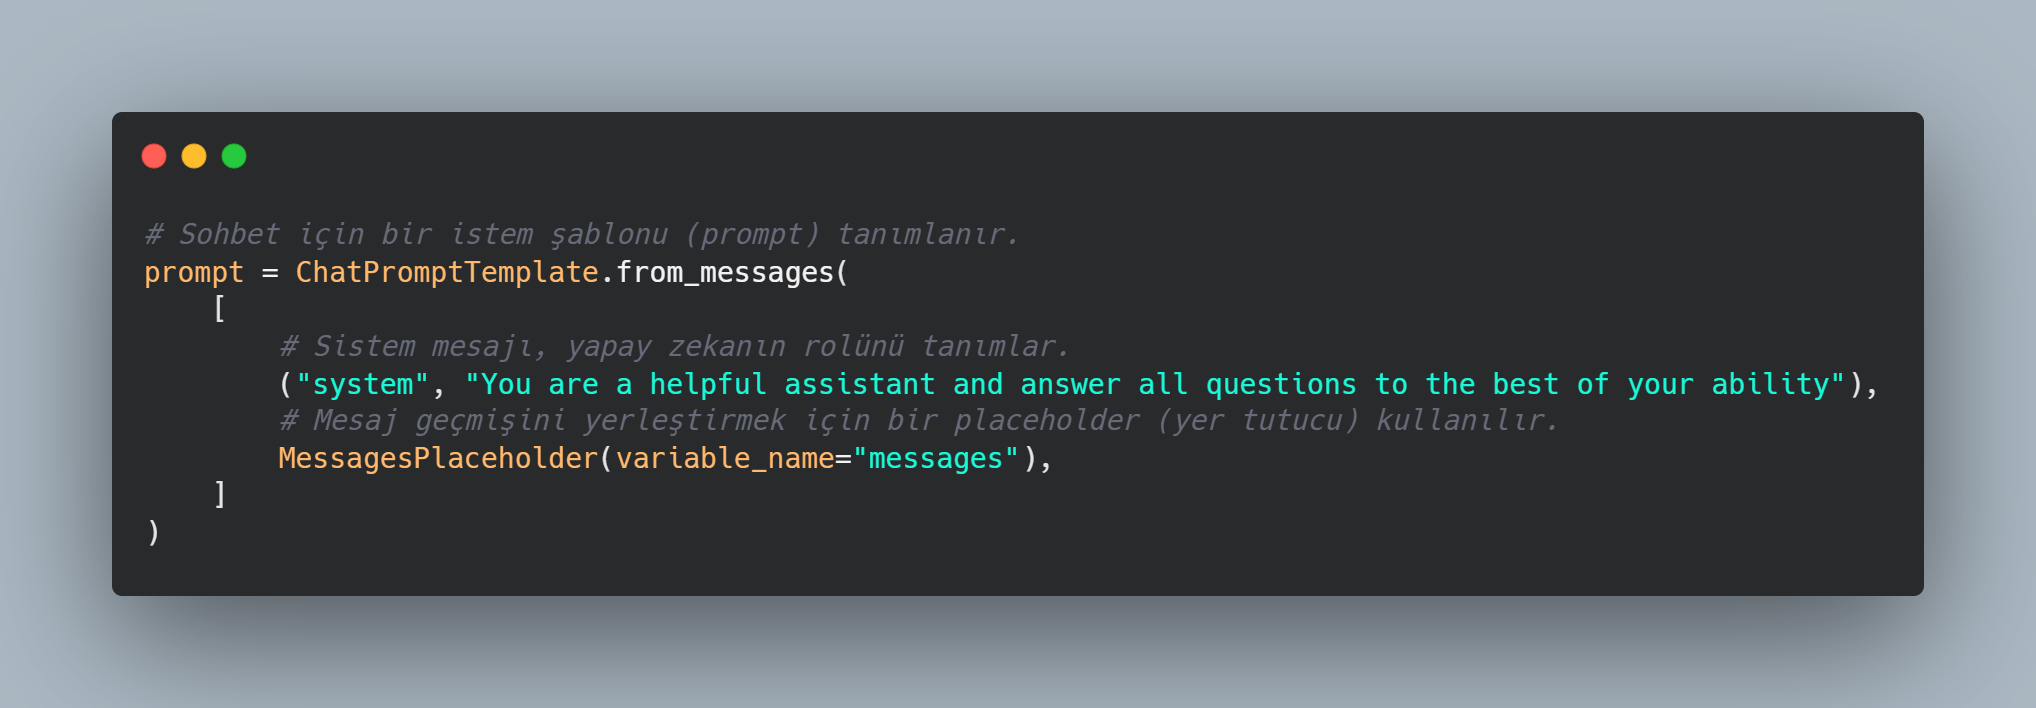 # Sohbet için bir istem şablonu (prompt) tanımlanır.
prompt = ChatPromptTemplate.from_messages(
    [
        # Sistem mesajı, yapay zekanın rolünü tanımlar.
        ("system", "You are a helpful assistant and answer all questions to the best of your ability"),
        # Mesaj geçmişini yerleştirmek için bir placeholder (yer tutucu) kullanılır.
        MessagesPlaceholder(variable_name="messages"),
    ]
)